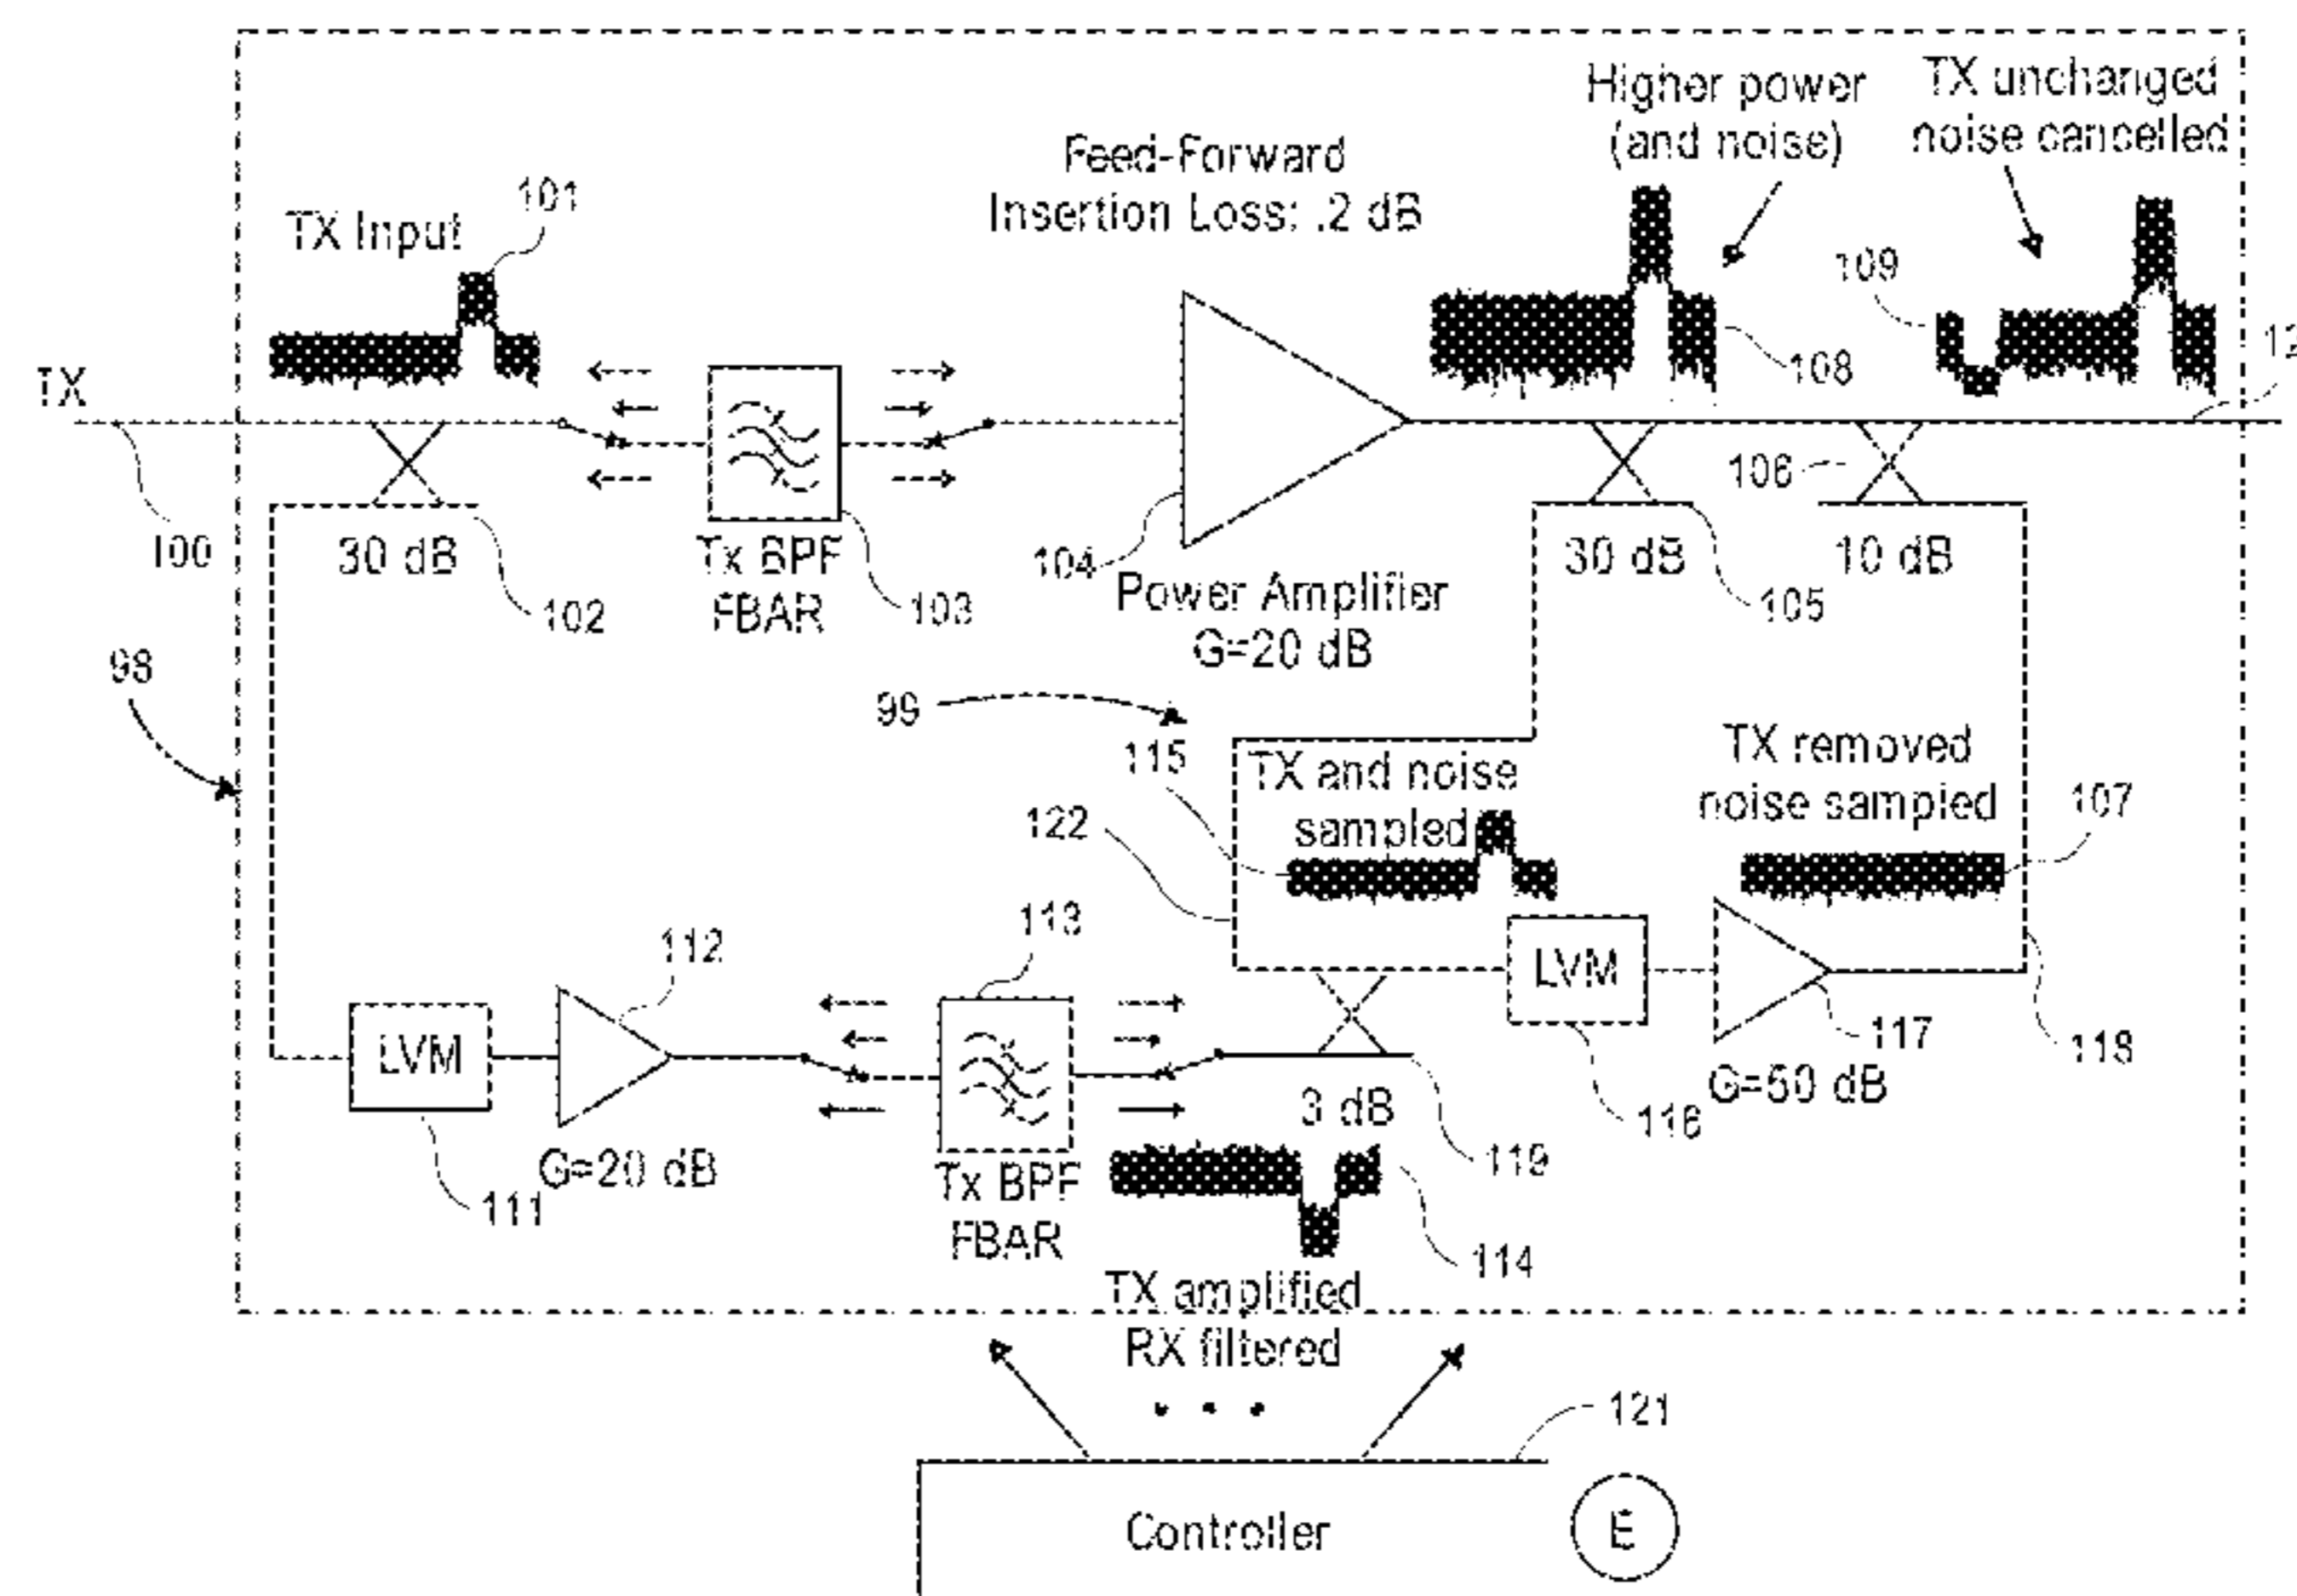 Higher power
(and noise)
TX unchanged
noise cancelled
Feed-Forward
Insertion Loss: .2 dB
TX Input
101
109
108
TX
100
30 dB
102
Tx BPF
FBAR
103
104
Power Amplifier
G=20 dB
106
30 dB
10 dB
105
98
99
115
TX and noise
sampled
TX removed
noise sampled
107
122
113
112
LVM
LVM
117
118
G=50 dB
116
3 dB
119
G=20 dB
111
Tx BPF
FBAR
114
TX amplified
RX filtered
121
Controller
E